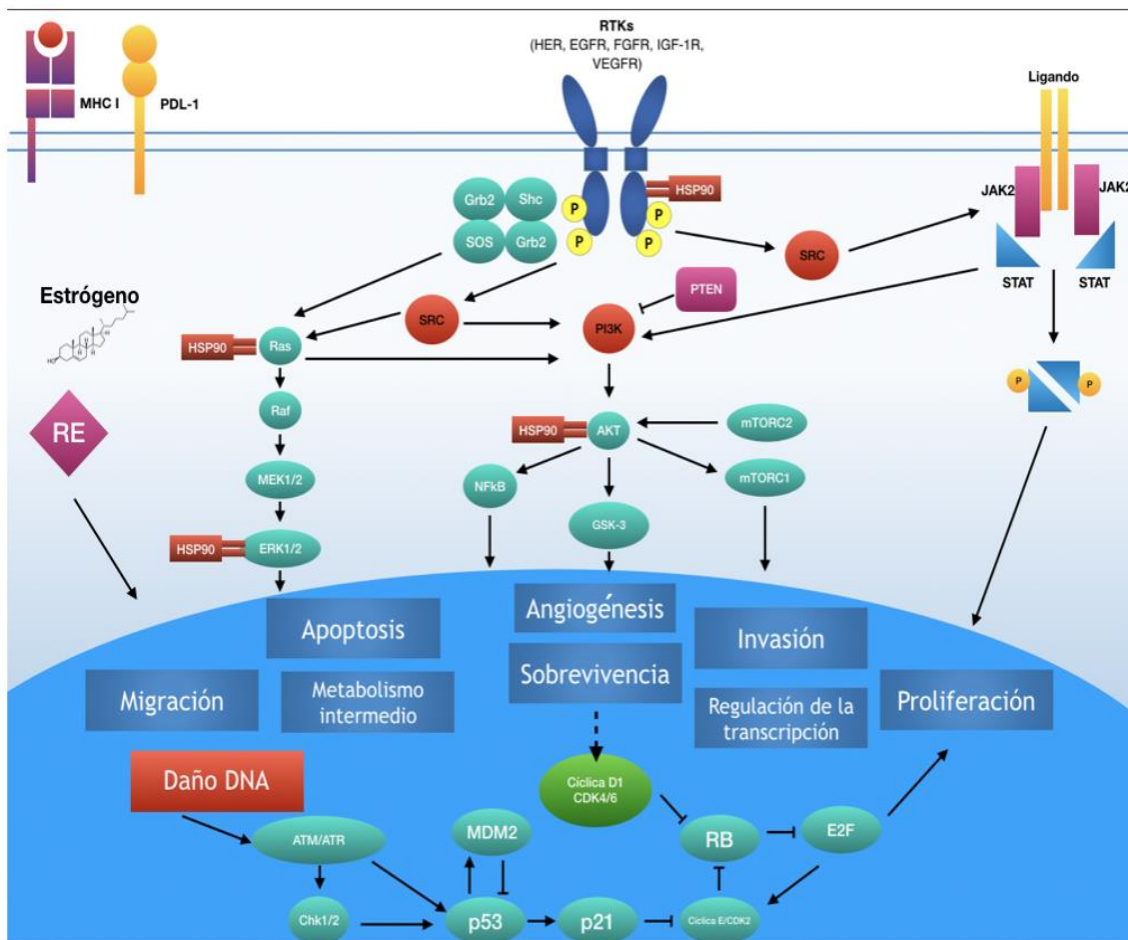 RTKs
(HER, EGFR, FGFR, IGF-1R,
VEGFR)
MHC I
PDL-1
Ligando
JAK2
JAK2
STAT
STAT
Grb2
Shc
SOS
Grb2
P
P
P
P
HSP90
SRC
PTEN
Estrógeno
HO
H
H
H
SRC
PI3K
HSP90
Ras
RE
Raf
HSP90
AKT
mTORC2
P
P
MEK1/2
NFkB
mTORC1
GSK-3
HSP90
ERK1/2
Apoptosis
Angiogénesis
Invasión
Migración
Metabolismo
intermedio
Sobrevivencia
Regulación de la
transcripción
Proliferación
Daño DNA
Cíclica D1
CDK4/6
ATM/ATR
MDM2
RB
E2F
Chk1/2
p53
p21
Cíclica E/CDK2